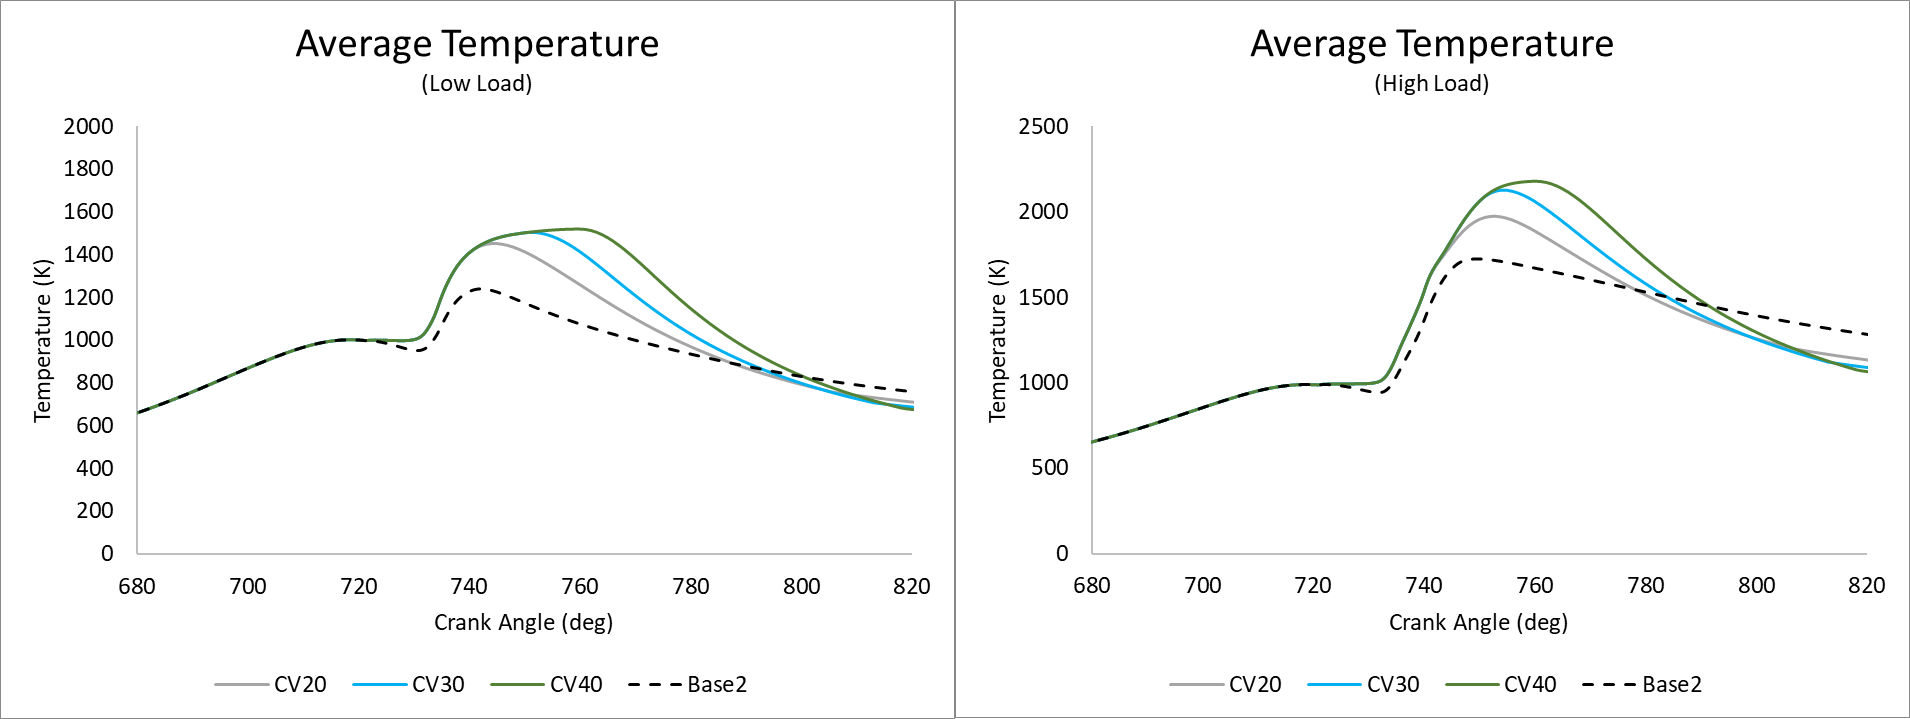 Average Temperature
(Low Load)
Temperature (K)
2000
1800
1600
1400
1200
1000
800
600
400
200
0
680 700 720 740 760 780 800 820
Crank Angle (deg)
CV20 CV30 CV40 Base2
Average Temperature
(High Load)
Temperature (K)
2500
2000
1500
1000
500
0
680 700 720 740 760 780 800 820
Crank Angle (deg)
CV20 CV30 CV40 Base2